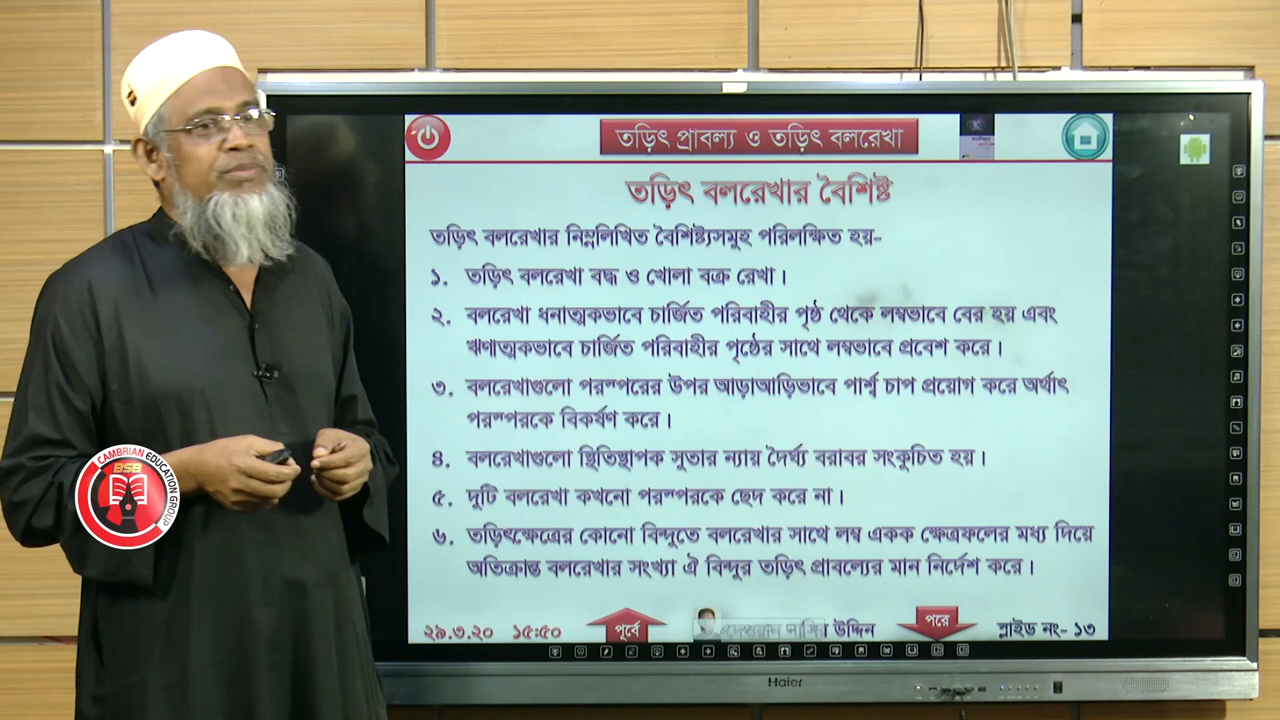 তড়িৎ প্রাবল্য ও তড়িৎ বলরেখা
তড়িৎ বলরেখার বৈশিষ্ট
তড়িৎ বলরেখার নিম্নলিখিত বৈশিষ্ট্যসমুহ পরিলক্ষিত হয়-
১. তড়িৎ বলরেখা বদ্ধ ও খোলা বক্র রেখা।
২. বলরেখা ধনাত্মকভাবে চার্জিত পরিবাহীর পৃষ্ঠ থেকে লম্বভাবে বের হয় এবং
ঋণাত্মকভাবে চার্জিত পরিবাহীর পৃষ্ঠের সাথে লম্বভাবে প্রবেশ করে।
৩. বলরেখাগুলো পরস্পরের উপর আড়াআড়িভাবে পার্শ্ব চাপ প্রয়োগ করে অর্থাৎ
পরস্পরকে বিকর্ষণ করে।
৪. বলরেখাগুলো স্থিতিস্থাপক সুতার ন্যায় দৈর্ঘ্য বরাবর সংকুচিত হয়।
৫. দুটি বলরেখা কখনো পরস্পরকে ছেদ করে না।
৬. তড়িৎক্ষেত্রের কোনো বিন্দুতে বলরেখার সাথে লম্ব একক ক্ষেত্রফলের মধ্য দিয়ে
অতিক্রান্ত বলরেখার সংখ্যা ঐ বিন্দুর তড়িৎ প্রাবল্যের মান নির্দেশ করে।
২৯.৩.২০ ১৫:৫০ পূর্বে উদ্দিন পরে স্লাইড নং- ১৩
Haier
CAMBRIAN EDUCATION GROUP
BSB